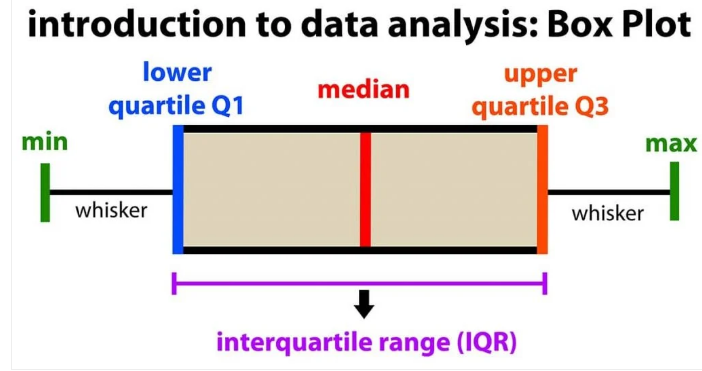 introduction to data analysis: Box Plot
lower
quartile Q1
median
upper
quartile Q3
min
max
whisker
whisker
interquartile range (IQR)